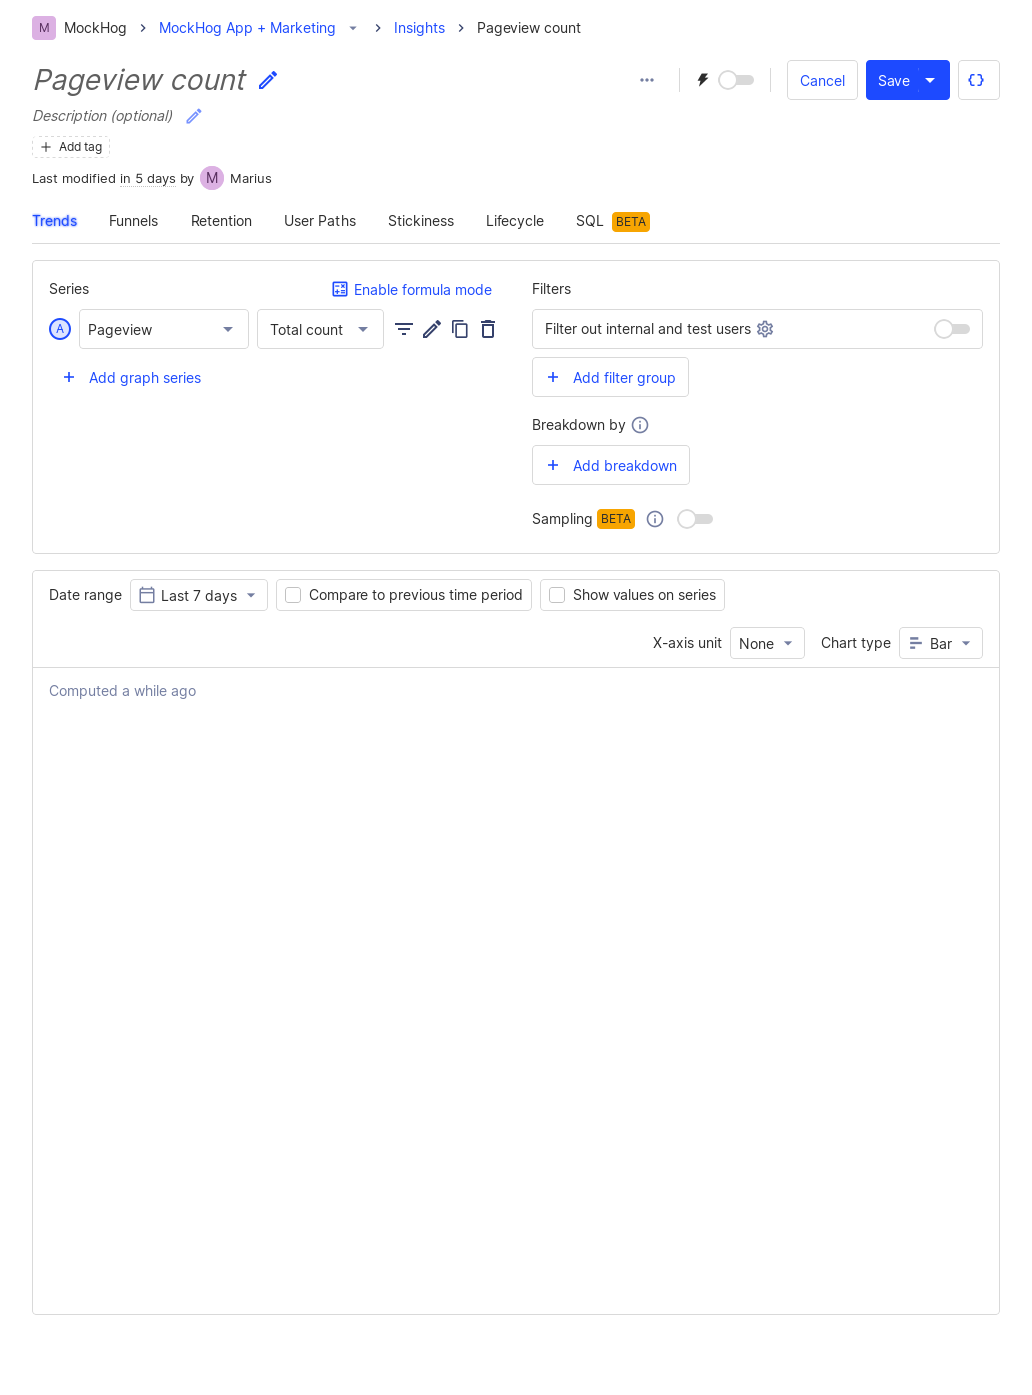 M MockHog MockHog App + Marketing Insights Pageview count
Pageview count
Cancel Save
Description (optional)
Add tag
Last modified in 5 days by M Marius
Trends Funnels Retention User Paths Stickiness Lifecycle SQL BETA
Series Enable formula mode
A Pageview Total count
Add graph series
Filters
Filter out internal and test users
Add filter group
Breakdown by
Add breakdown
Sampling BETA
Date range Last 7 days Compare to previous time period Show values on series
X-axis unit None Chart type Bar
Computed a while ago